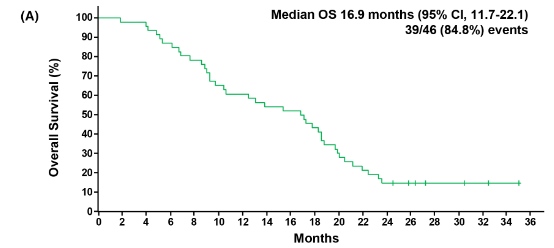 (A)
Median OS 16.9 months (95% CI, 11.7-22.1)
39/46 (84.8%) events
Overall Survival (%)
100
90
80
70
60
50
40
30
20
10
0
0 2 4 6 8 10 12 14 16 18 20 22 24 26 28 30 32 34 36
Months